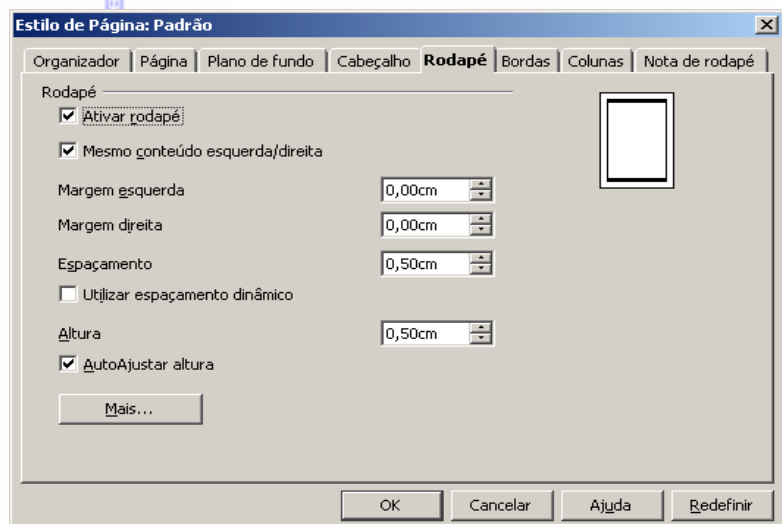 Estilo de Página: Padrão
Organizador Página Plano de fundo Cabeçalho Rodapé Bordas Colunas Nota de rodapé
Rodapé
Ativar rodapé
Mesmo conteúdo esquerda/direita
Margem esquerda 0,00cm
Margem direita 0,00cm
Espaçamento 0,50cm
Utilizar espaçamento dinâmico
Altura 0,50cm
AutoAjustar altura
Mais...
OK Cancelar Ajuda Redefinir